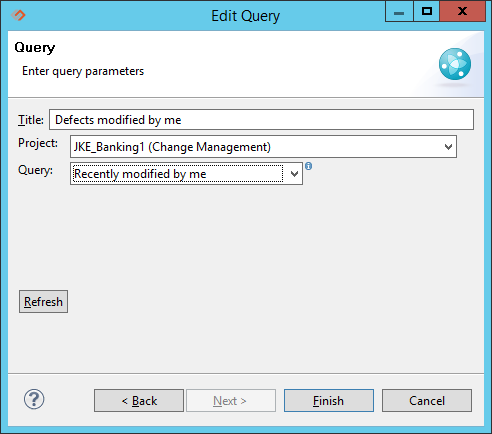 Edit Query
Query
Enter query parameters
Title: Defects modified by me
Project: JKE_Banking1 (Change Management)
Query: Recently modified by me
Refresh
< Back Next > Finish Cancel